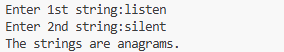 Enter 1st string:listen
Enter 2nd string:silent
The strings are anagrams.